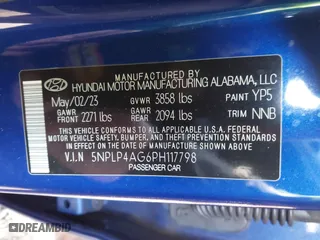 MANUFACTURED BY
HYUNDAI MOTOR MANUFACTURING ALABAMA, LLC
May/02/23 GVWR 3858 lbs PAINT YP5
GAWR FRONT 2271 lbs GAWR REAR 2094 lbs TRIM NNB
THIS VEHICLE CONFORMS TO ALL APPLICABLE U.S. FEDERAL MOTOR
VEHICLE SAFETY, BUMPER, AND THEFT PREVENTION STANDARDS
IN EFFECT ON THE DATE OF MANUFACTURE SHOWN ABOVE.
V.I.N 5NPLP4AG6PH117798
PASSENGER CAR